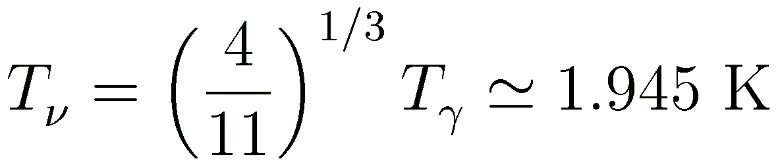 T_ν = (4/11)^{1/3} T_γ ≃ 1.945 K